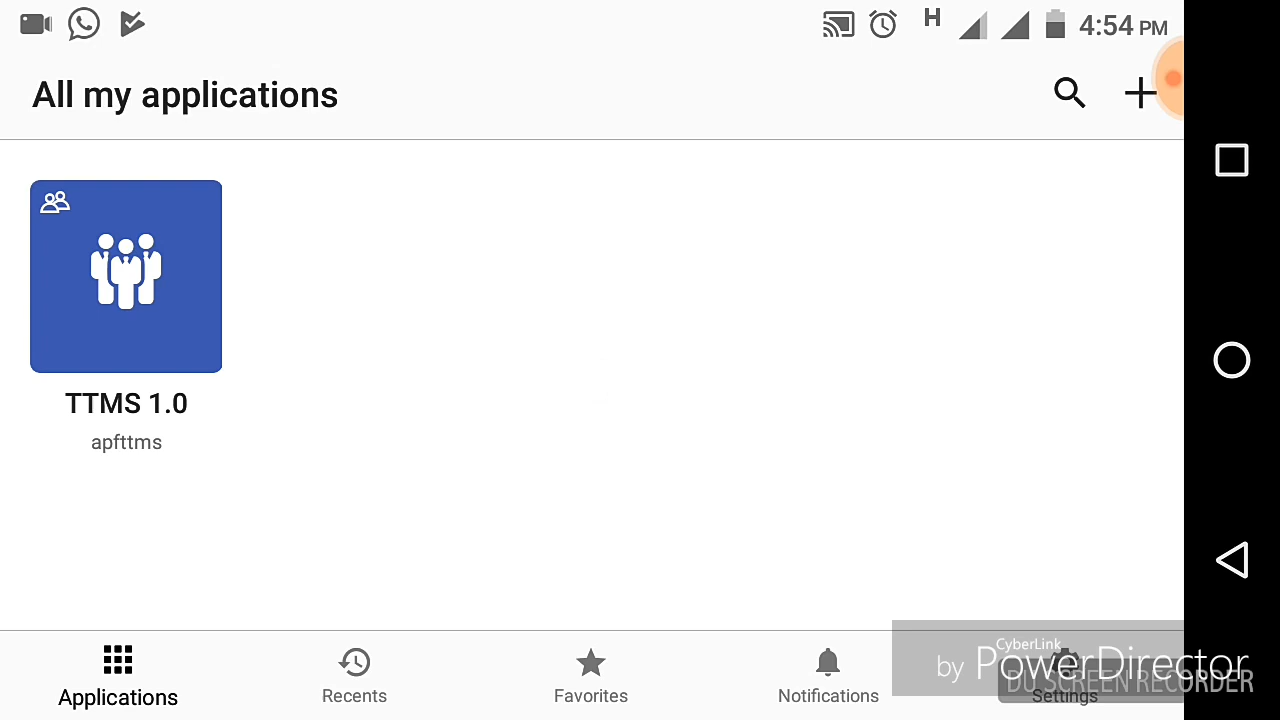 H 4:54 PM
All my applications
TTMS 1.0
apfttms
Applications
Recents
Favorites
Notifications
Settings
CyberLink
by PowerDirector
DU SCREEN RECORDER